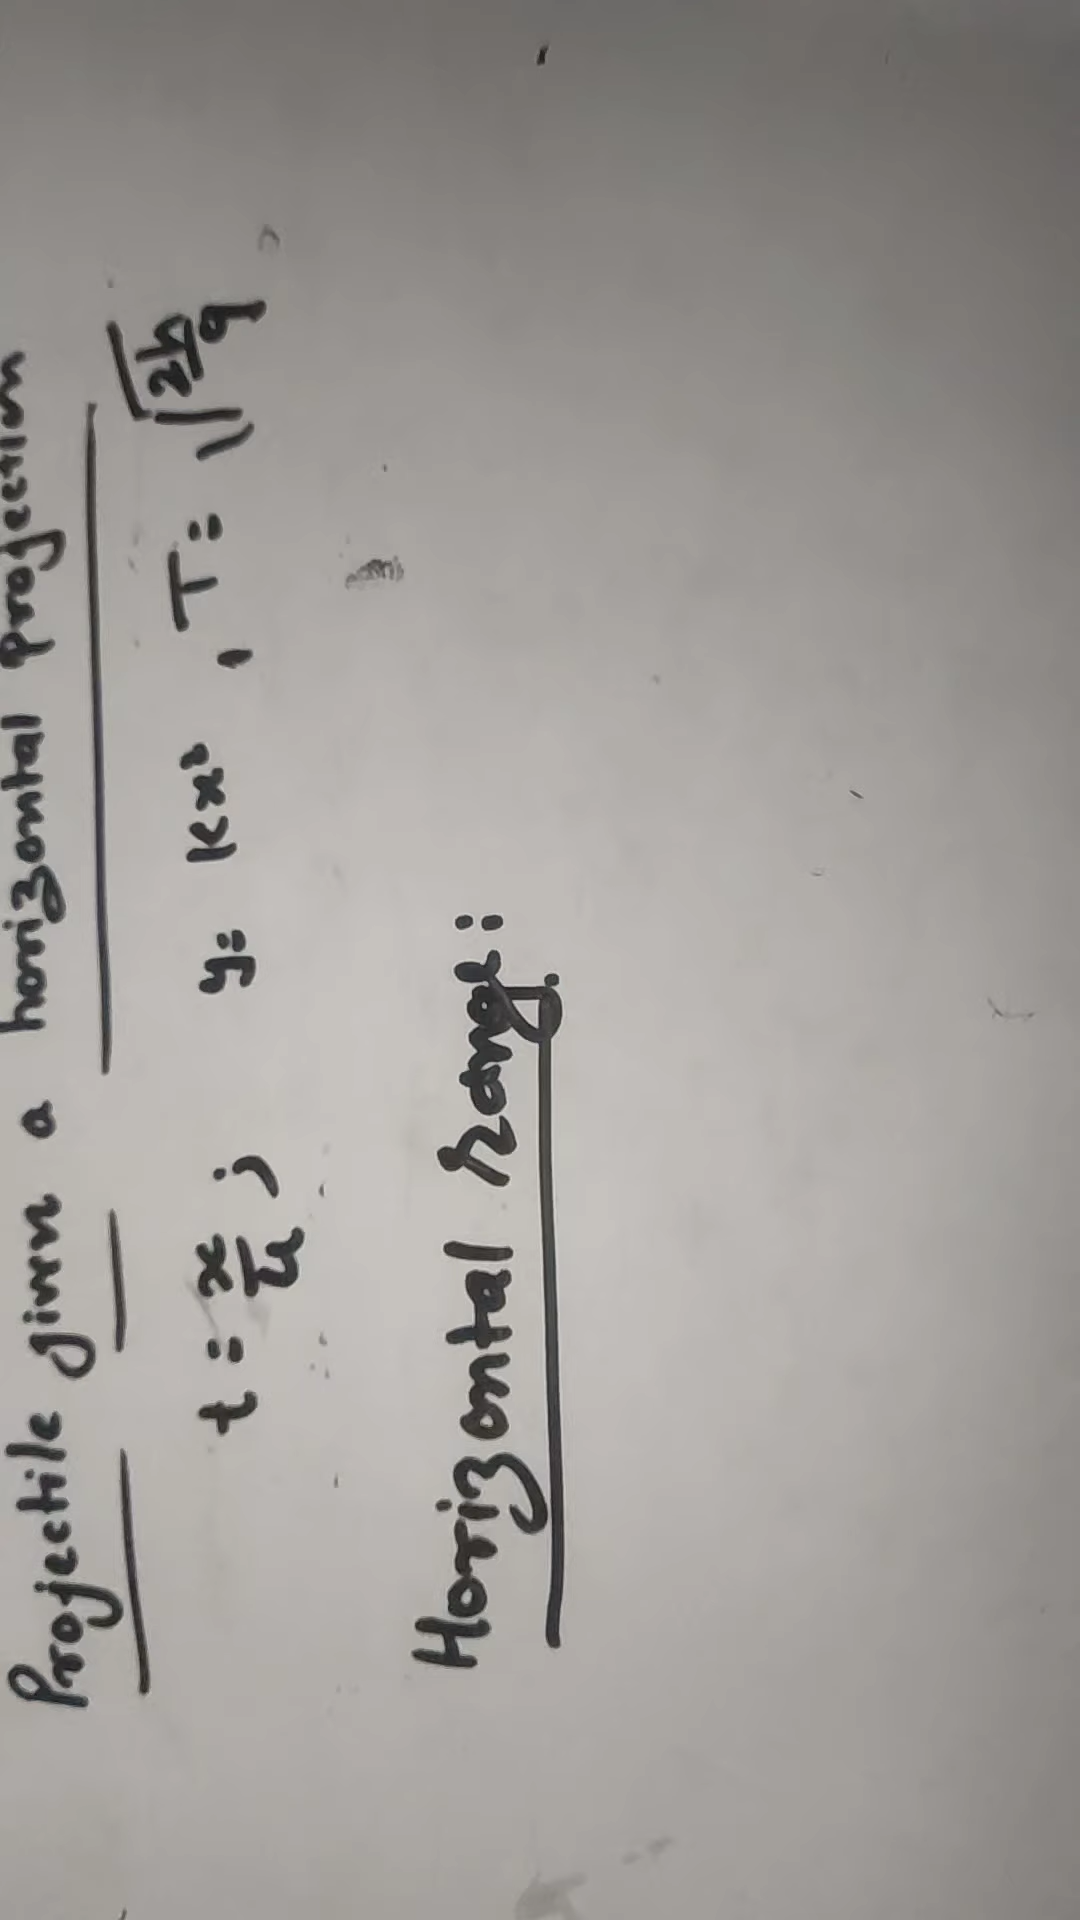 Projectile given a horizontal projection
t = x/u ; y = kx² , T = √(2h/g)
Horizontal range :